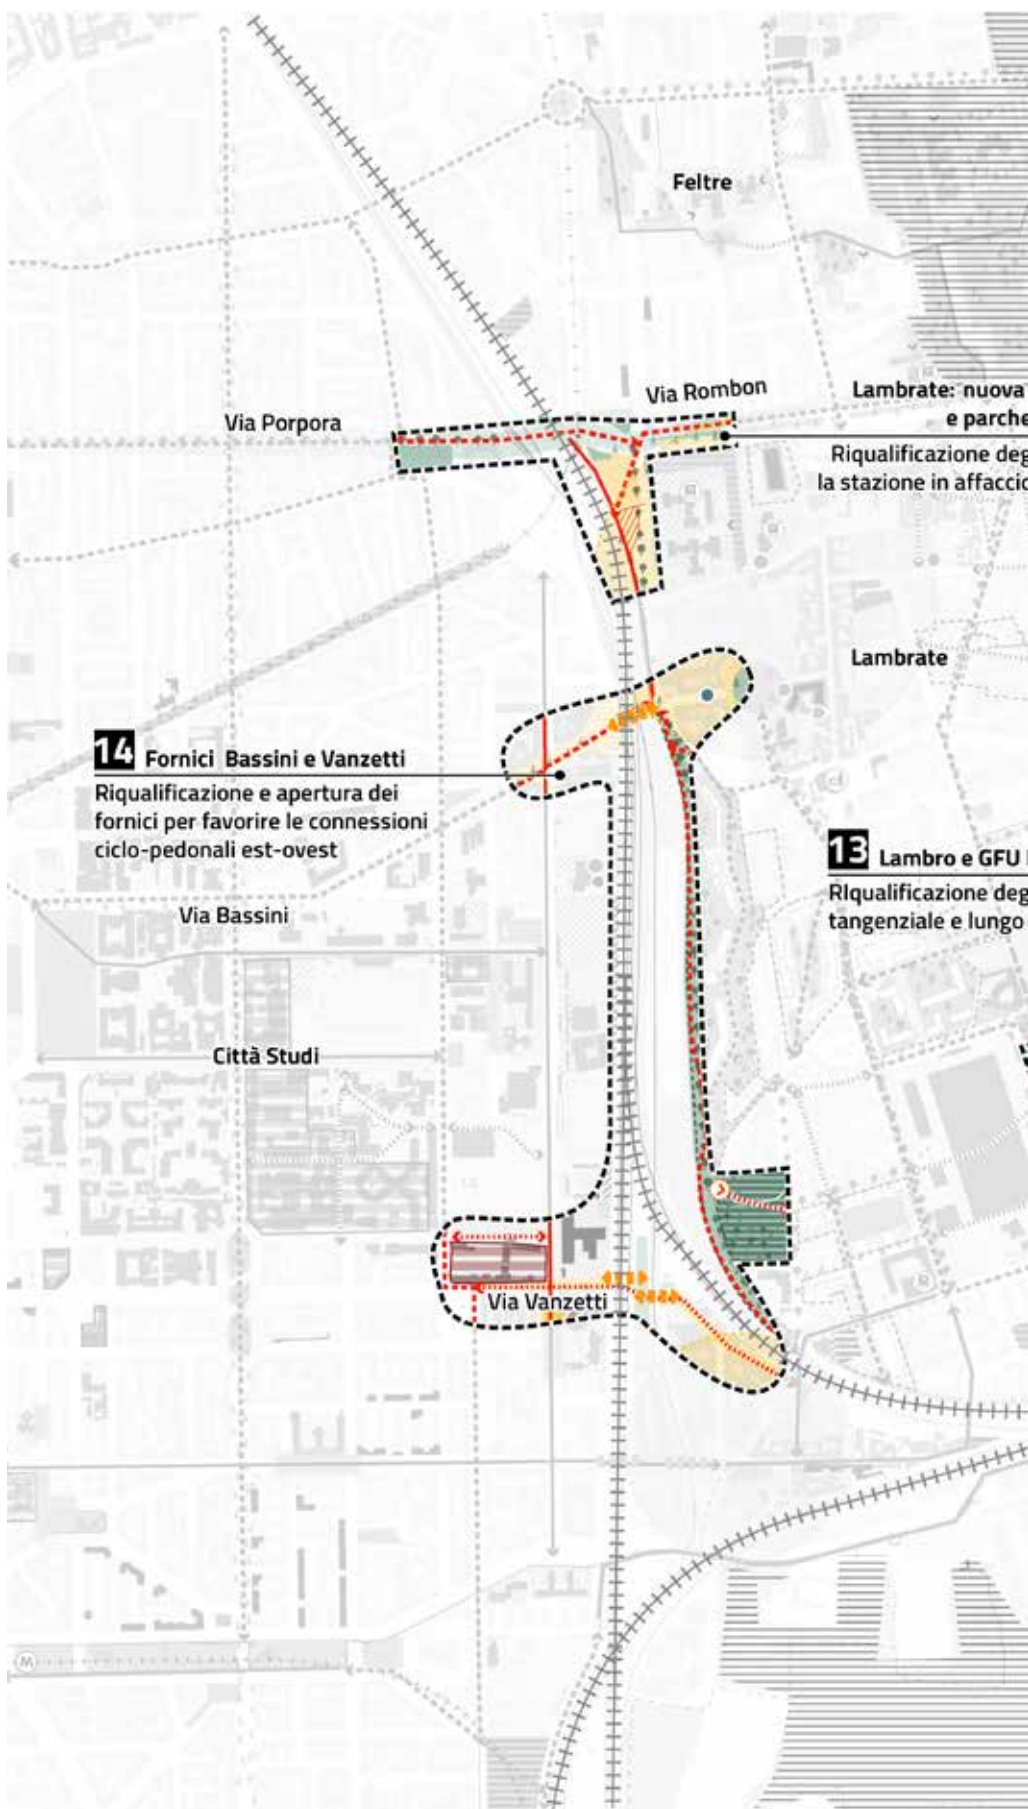 Feltre
Via Rombon
Via Porpora
Lambrate: nuova
e parche
Riqualificazione deg
la stazione in affaccio
Lambrate
14 Fornici Bassini e Vanzetti
Riqualificazione e apertura dei
fornici per favorire le connessioni
ciclo-pedonali est-ovest
13 Lambro e GFU
RIqualificazione deg
tangenziale e lungo
Via Bassini
Città Studi
Via Vanzetti
M